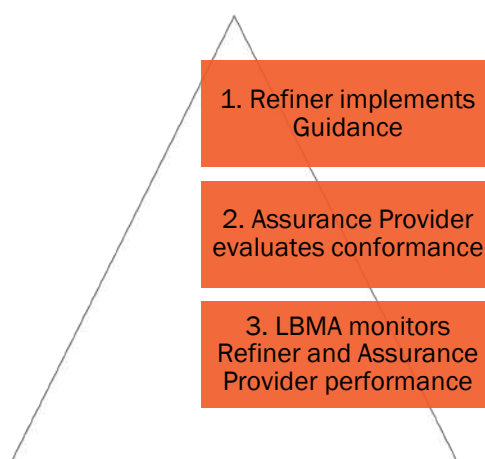 1. Refiner implements
Guidance
2. Assurance Provider
evaluates conformance
3. LBMA monitors
Refiner and Assurance
Provider performance